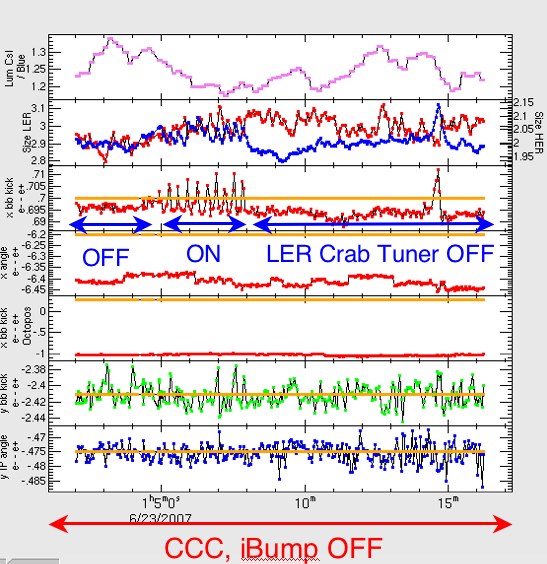 Lum CsI
/ Blue
1.3
1.25
1.2
Size LER
3.1
3
2.9
2.8
2.15
2.1
2.05
2
1.95
Size HER
x bb kick
e-- e+
.71
.705
.7
.695
.69
OFF
ON
LER Crab Tuner OFF
x angle
e-- e+
-6.2
-6.25
-6.3
-6.35
-6.4
-6.45
x bb kick
e-- e+
Octopos
0
-.5
-1
y bb kick
e-- e+
-2.38
-2.4
-2.42
-2.44
y IP angle
e-- e+
-.47
-.475
-.48
-.485
1h5m0s
10m
15m
6/23/2007
CCC, iBump OFF